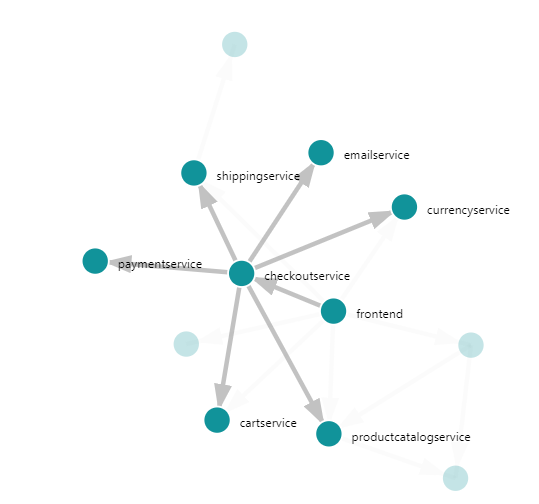 emailservice
shippingservice
currencyservice
paymentservice
checkoutservice
frontend
cartservice
productcatalogservice